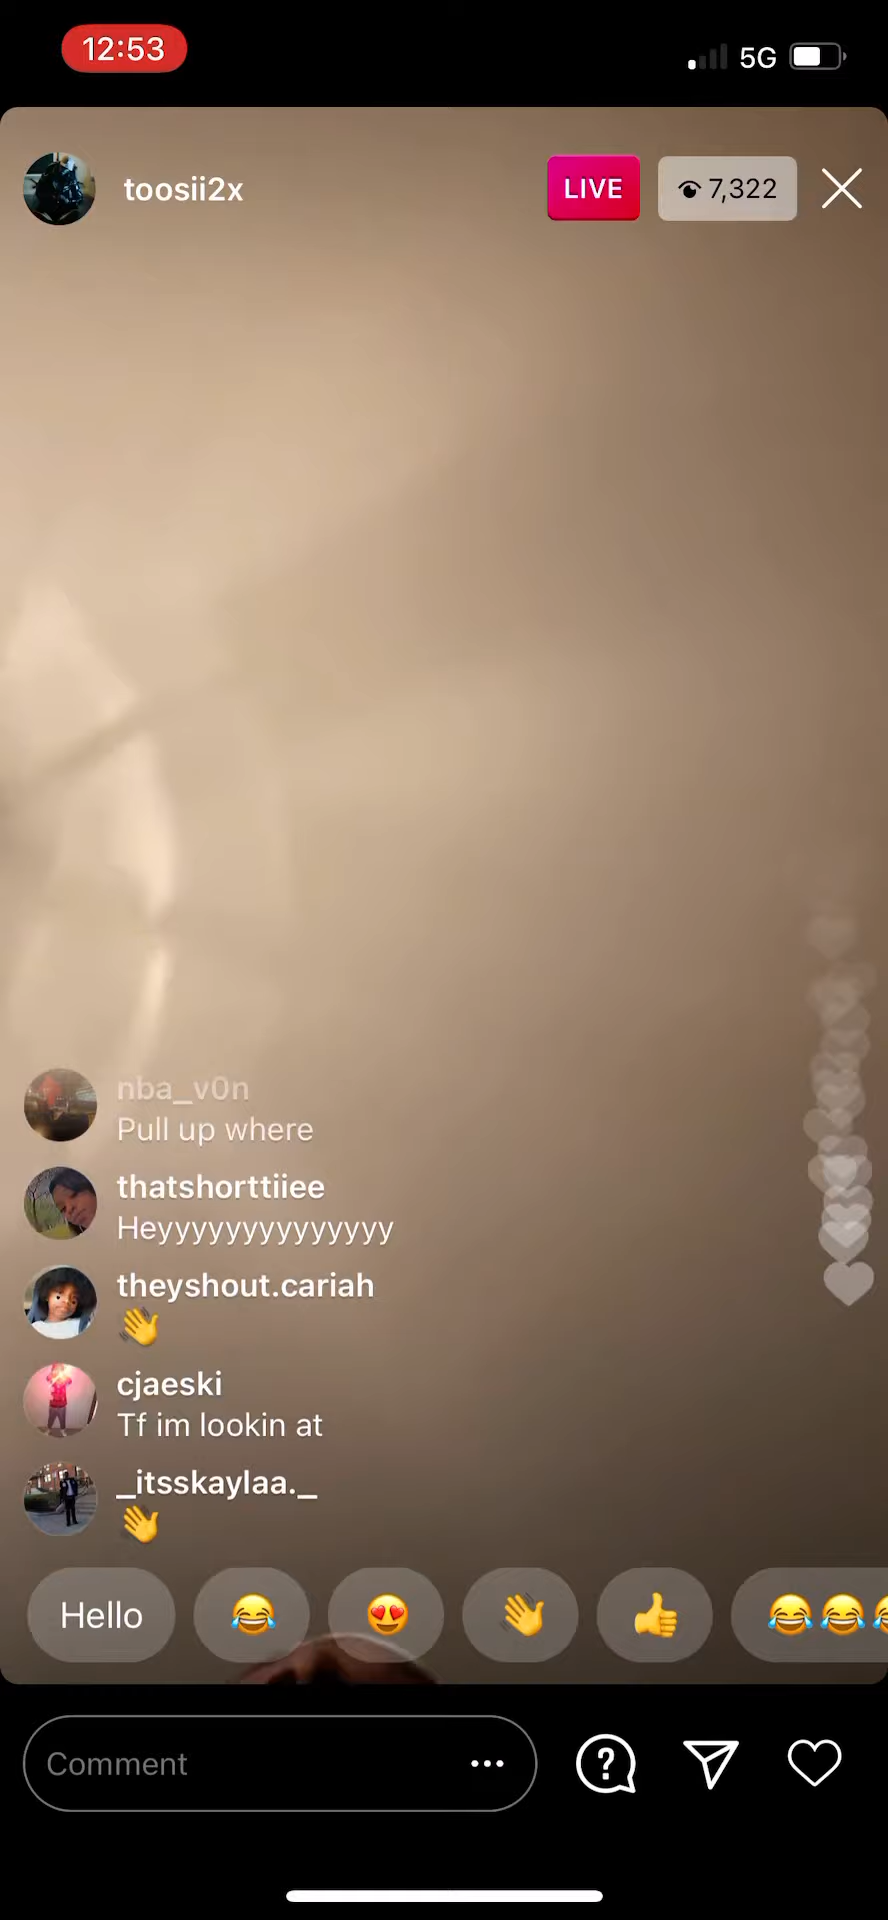 12:53
5G
toosii2x
LIVE
7,322
nba_v0n
Pull up where
thatshorttiiee
Heyyyyyyyyyyyyyy
theyshout.cariah
👋
cjaeski
Tf im lookin at
_itsskaylaa._
👋
Hello 😂 😍 👋 👍 😂😂
Comment